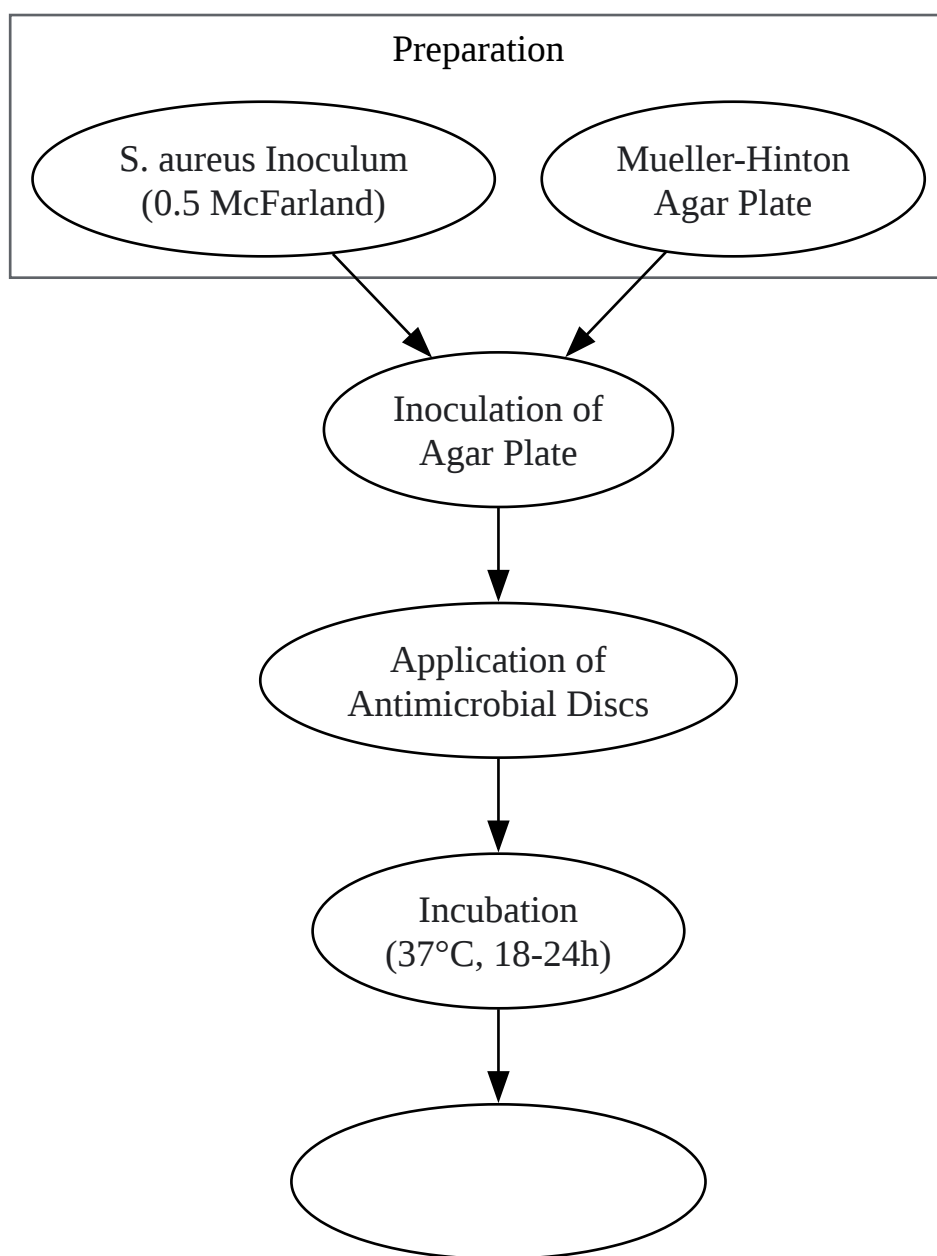 Preparation
S. aureus Inoculum
(0.5 McFarland)
Mueller-Hinton
Agar Plate
Inoculation of
Agar Plate
Application of
Antimicrobial Discs
Incubation
(37°C, 18-24h)